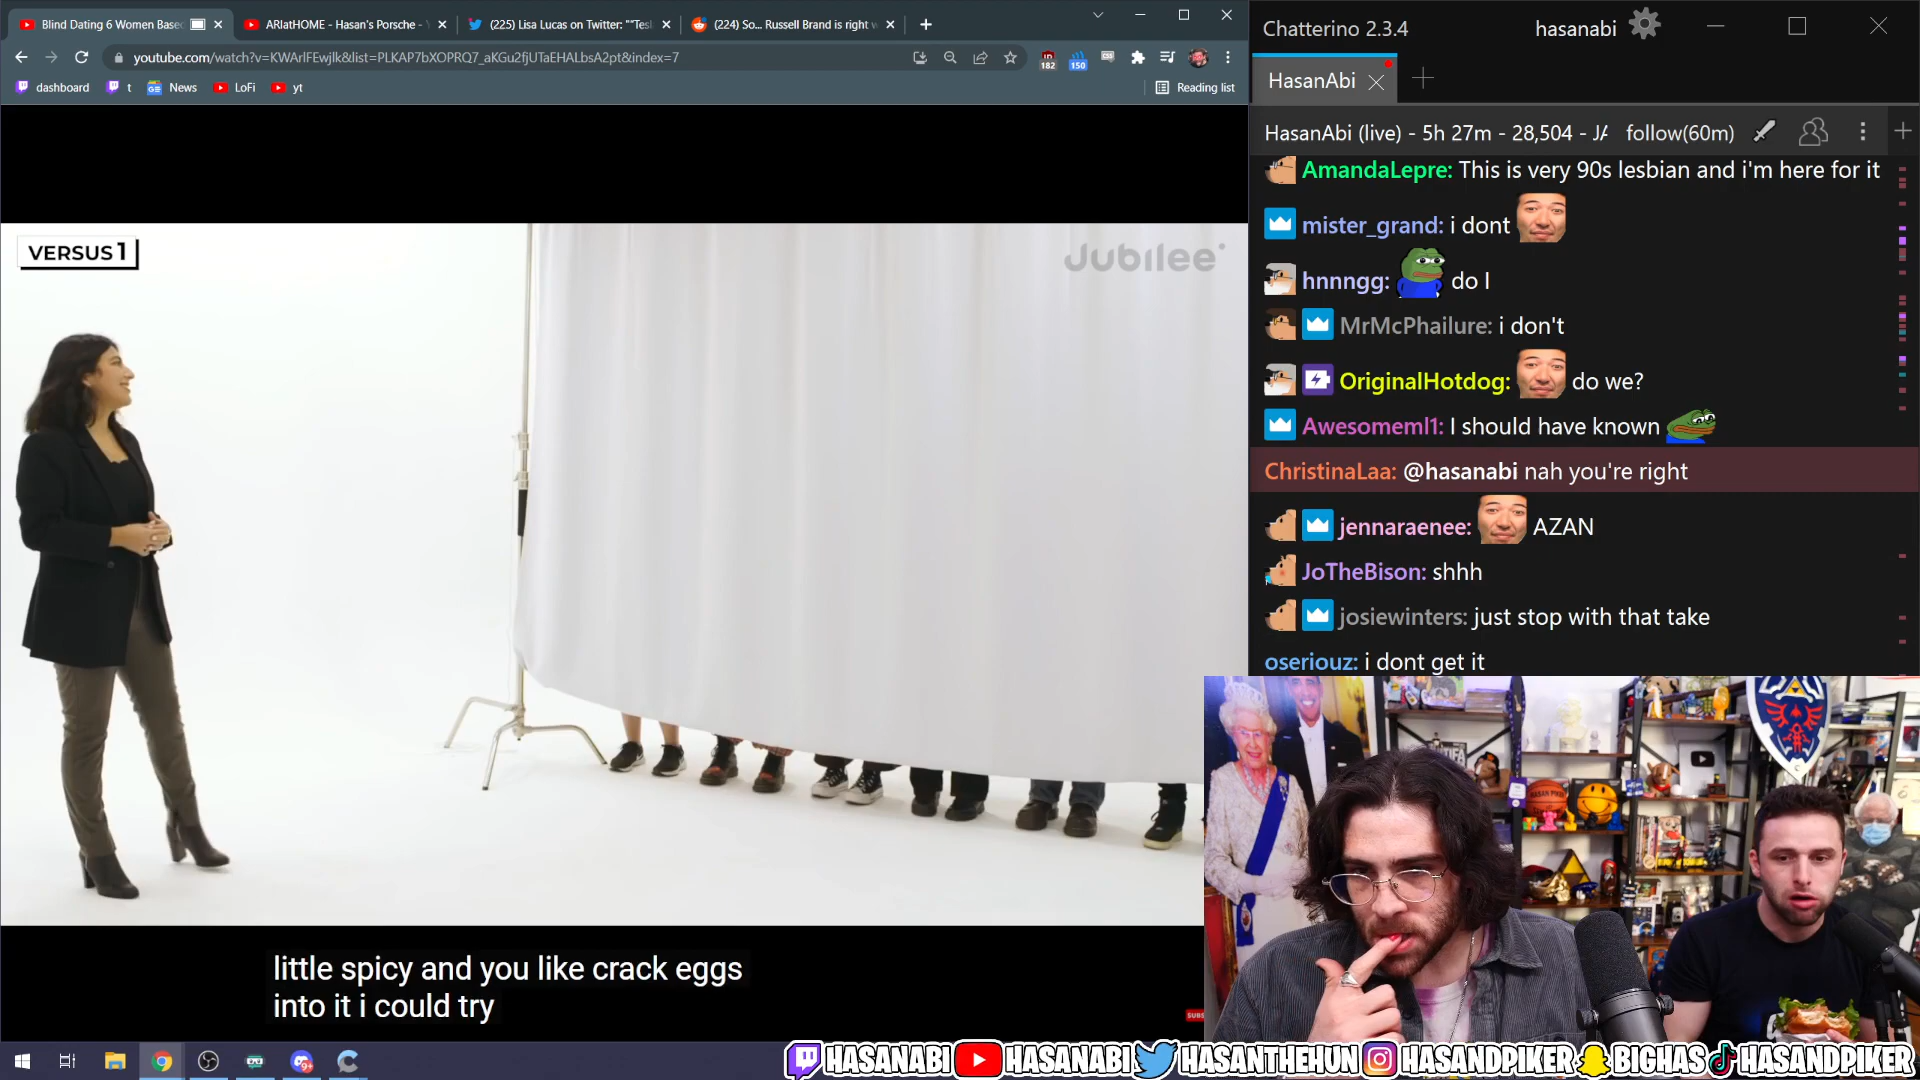 Blind Dating 6 Women Base
ARIatHOME - Hasan's Porsche -
(225) Lisa Lucas on Twitter: "“Tes
(224) So... Russell Brand is right
youtube.com/watch?v=KWArlFEwjlk&list=PLKAP7bXOPRQ7_aKGu2fjUTaEHALbsA2pt&index=7
182
150
dashboard
t
News
LoFi
yt
Reading list
VERSUS 1
Jubilee
little spicy and you like crack eggs
into it i could try
Chatterino 2.3.4
hasanabi
HasanAbi
HasanAbi (live) - 5h 27m - 28,504 - JA
follow(60m)
AmandaLepre: This is very 90s lesbian and i'm here for it
mister_grand: i dont
hnnngg: do I
MrMcPhailure: i don't
OriginalHotdog: do we?
Awesomeml1: I should have known
ChristinaLaa: @hasanabi nah you're right
jennaraenee: AZAN
JoTheBison: shhh
josiewinters: just stop with that take
oseriouz: i dont get it
HASANABI
HASANABI
HASANTHEHUN
HASANDPIKER
BIGHAS
HASANDPIKER